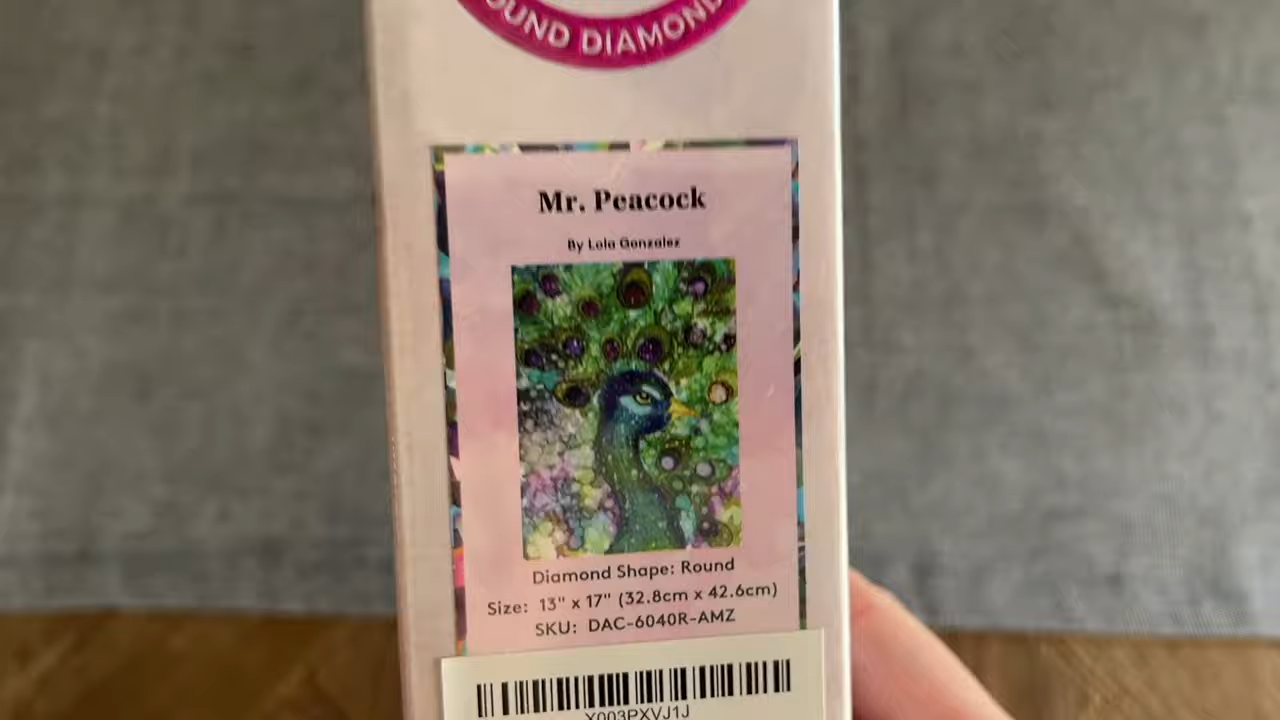 OUND DIAMOND
Mr. Peacock
By Lola Gonzalez
Diamond Shape: Round
Size: 13" x 17" (32.8cm x 42.6cm)
SKU: DAC-6040R-AMZ
X003PXVJ1J